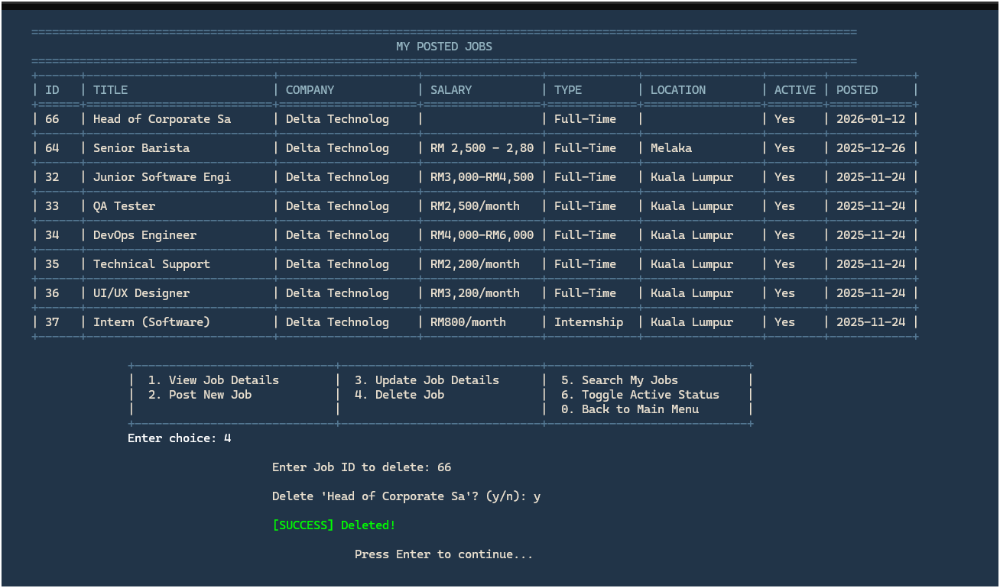 ========================================================================================================================
MY POSTED JOBS
========================================================================================================================
+------+---------------------------+--------------------+-----------------+-------------+-----------------+--------+------------+
| ID | TITLE | COMPANY | SALARY | TYPE | LOCATION | ACTIVE | POSTED |
+======+===========================+====================+=================+=============+=================+========+============+
| 66 | Head of Corporate Sa | Delta Technolog | | Full-Time | | Yes | 2026-01-12 |
| 64 | Senior Barista | Delta Technolog | RM 2,500 - 2,80 | Full-Time | Melaka | Yes | 2025-12-26 |
| 32 | Junior Software Engi | Delta Technolog | RM3,000-RM4,500 | Full-Time | Kuala Lumpur | Yes | 2025-11-24 |
| 33 | QA Tester | Delta Technolog | RM2,500/month | Full-Time | Kuala Lumpur | Yes | 2025-11-24 |
| 34 | DevOps Engineer | Delta Technolog | RM4,000-RM6,000 | Full-Time | Kuala Lumpur | Yes | 2025-11-24 |
| 35 | Technical Support | Delta Technolog | RM2,200/month | Full-Time | Kuala Lumpur | Yes | 2025-11-24 |
| 36 | UI/UX Designer | Delta Technolog | RM3,200/month | Full-Time | Kuala Lumpur | Yes | 2025-11-24 |
| 37 | Intern (Software) | Delta Technolog | RM800/month | Internship | Kuala Lumpur | Yes | 2025-11-24 |
| 1. View Job Details | 3. Update Job Details | 5. Search My Jobs |
| 2. Post New Job | 4. Delete Job | 6. Toggle Active Status |
| | | 0. Back to Main Menu |
Enter choice: 4
Enter Job ID to delete: 66
Delete 'Head of Corporate Sa'? (y/n): y
[SUCCESS] Deleted!
Press Enter to continue...